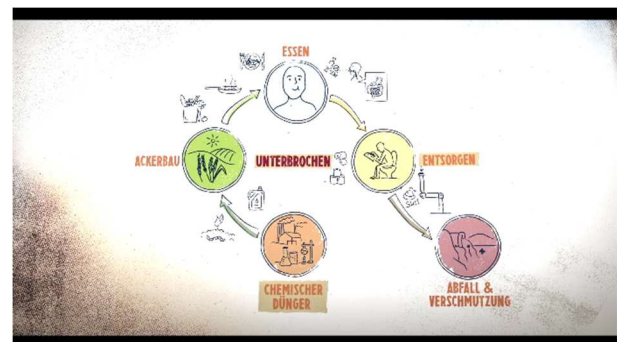 ESSEN
ACKERBAU
UNTERBROCHEN
ENTSORGEN
CHEMISCHER
DÜNGER
ABFALL &
VERSCHMUTZUNG